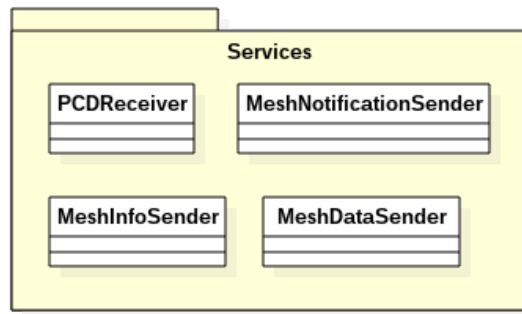 Services
PCDReceiver
MeshNotificationSender
MeshInfoSender
MeshDataSender